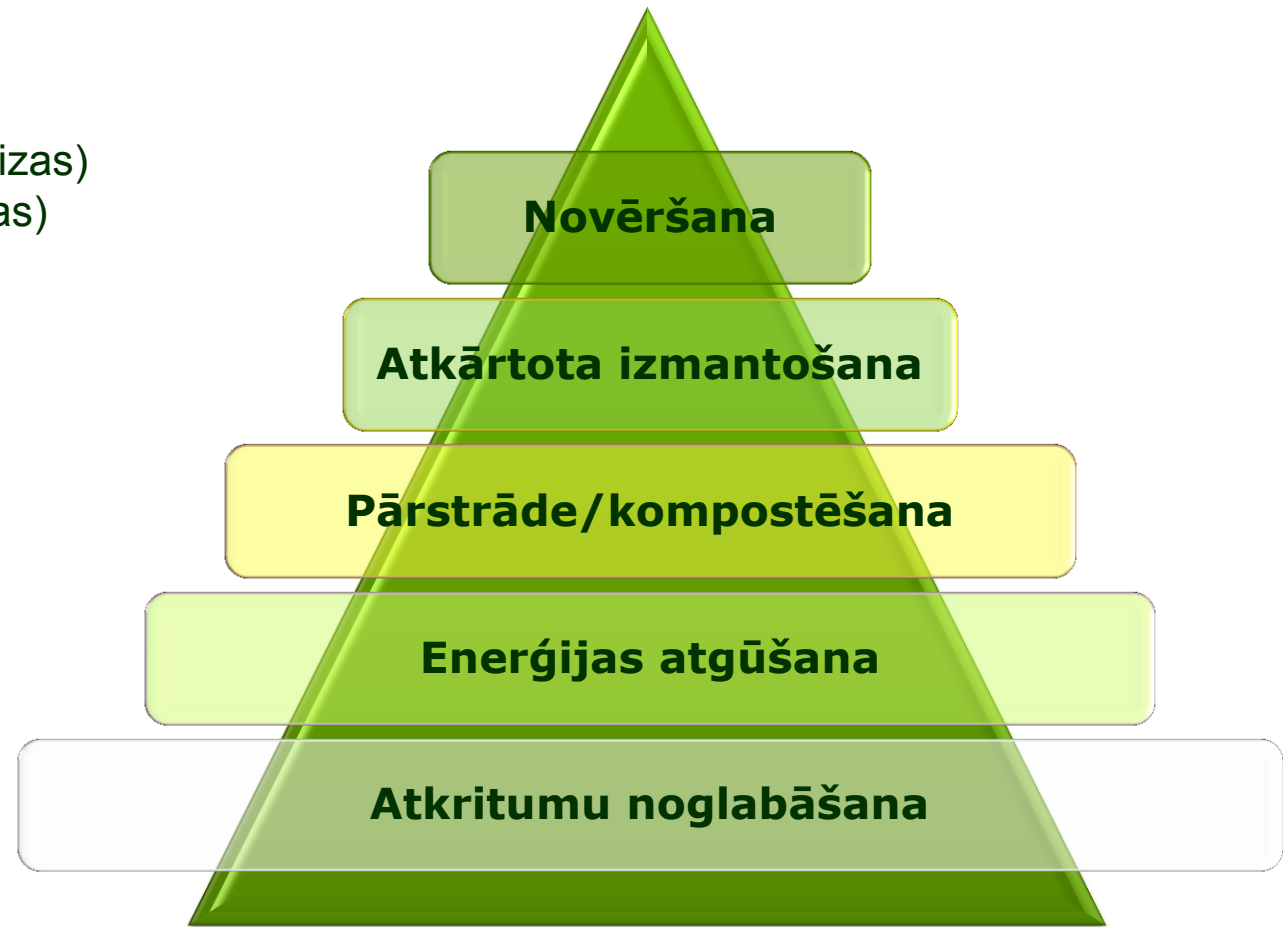 izas)
as)
Novēršana
Atkārtota izmantošana
Pārstrāde/kompostēšana
Enerģijas atgūšana
Atkritumu noglabāšana